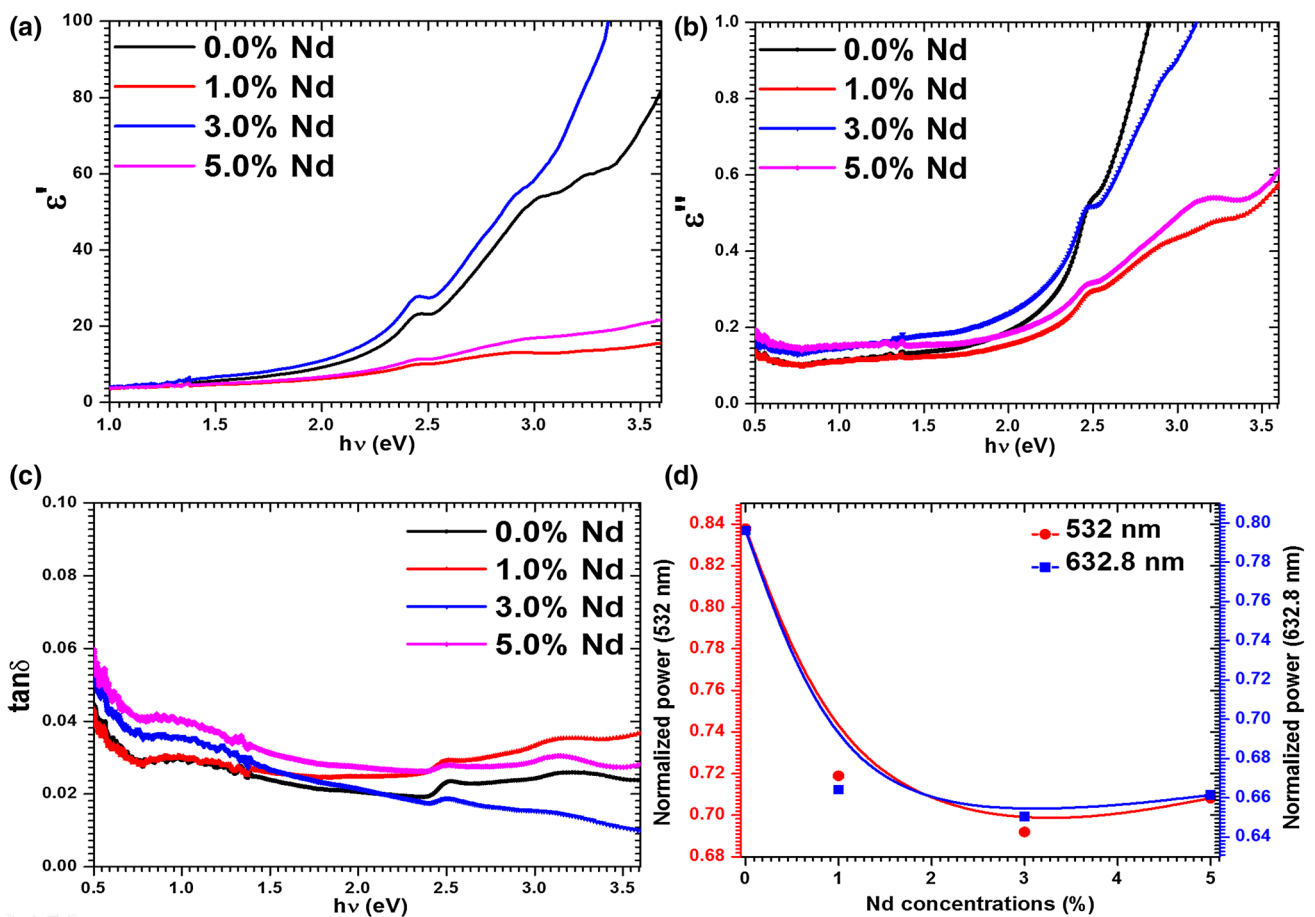 (a)
100
80
60
40
20
0
ε'
0.0% Nd
1.0% Nd
3.0% Nd
5.0% Nd
1.0 1.5 2.0 2.5 3.0 3.5
hν (eV)
(b)
1.0
0.8
0.6
0.4
0.2
0.0
ε"
0.0% Nd
1.0% Nd
3.0% Nd
5.0% Nd
0.5 1.0 1.5 2.0 2.5 3.0 3.5
hν (eV)
(c)
0.10
0.08
0.06
0.04
0.02
0.00
tanδ
0.0% Nd
1.0% Nd
3.0% Nd
5.0% Nd
0.5 1.0 1.5 2.0 2.5 3.0 3.5
hν (eV)
(d)
Normalized power (532 nm)
0.84
0.82
0.80
0.78
0.76
0.74
0.72
0.70
0.68
532 nm
632.8 nm
0.80
0.78
0.76
0.74
0.72
0.70
0.68
0.66
0.64
Normalized power (632.8 nm)
0 1 2 3 4 5
Nd concentrations (%)